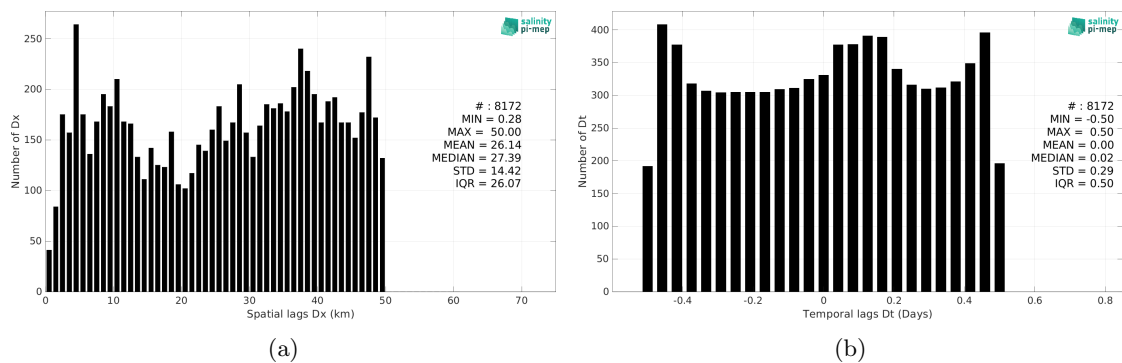 salinity
pi-mep
250
200
150
100
50
0
Number of Dx
# : 8172
MIN = 0.28
MAX = 50.00
MEAN = 26.14
MEDIAN = 27.39
STD = 14.42
IQR = 26.07
0 10 20 30 40 50 60 70
Spatial lags Dx (km)
(a)
salinity
pi-mep
400
350
300
250
200
150
100
50
0
Number of Dt
# : 8172
MIN = -0.50
MAX = 0.50
MEAN = 0.00
MEDIAN = 0.02
STD = 0.29
IQR = 0.50
-0.4 -0.2 0 0.2 0.4 0.6 0.8
Temporal lags Dt (Days)
(b)